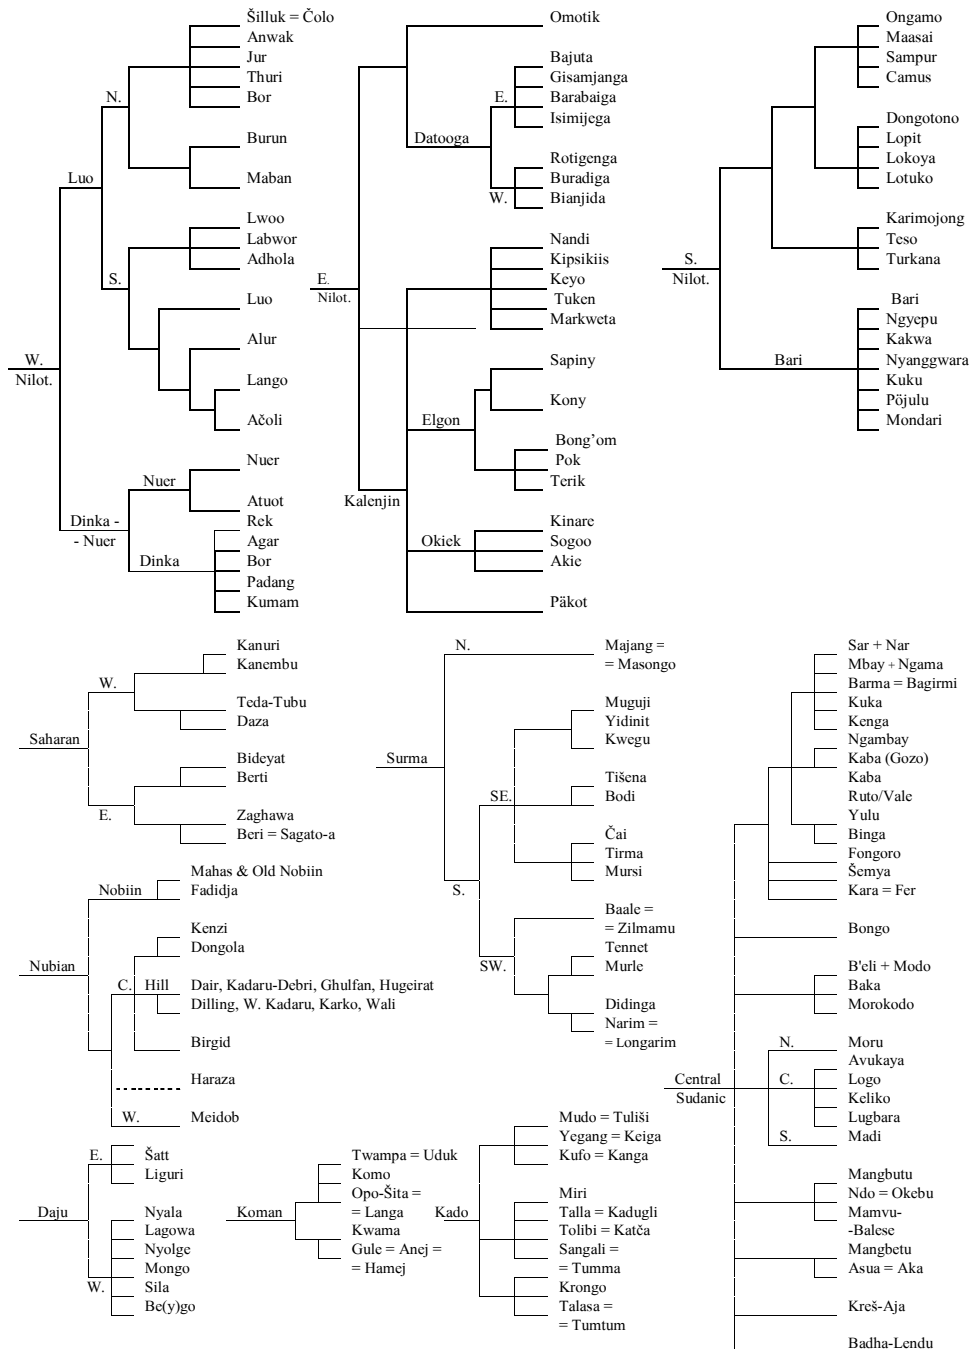 Šilluk = Čolo
Anwak
Jur
Thuri
Bor
N.
Burun
Maban
Luo
Lwoo
Labwor
Adhola
S.
Luo
Alur
W.
Nilot.
Lango
Ačoli
Nuer
Nuer
Atuot
Dinka -
- Nuer
Rek
Agar
Dinka
Bor
Padang
Kumam
Omotik
Bajuta
Gisamjanga
E.
Barabaiga
Isimijega
Datooga
Rotigenga
Buradiga
W.
Bianjida
Nandi
Kipsikiis
E.
Nilot.
Keyo
Tuken
Markweta
Sapiny
Kony
Elgon
Bong’om
Pok
Terik
Kalenjin
Kinare
Okiek
Sogoo
Akie
Päkot
Ongamo
Maasai
Sampur
Camus
Dongotono
Lopit
Lokoya
Lotuko
Karimojong
Teso
Turkana
S.
Nilot.
Bari
Ngyepu
Kakwa
Bari
Nyanggwara
Kuku
Pöjulu
Mondari
Kanuri
Kanembu
W.
Teda-Tubu
Daza
Saharan
Bideyat
Berti
E.
Zaghawa
Beri = Sagato-a
Mahas & Old Nobiin
Nobiin
Fadidja
Kenzi
Dongola
Nubian
C.
Hill
Dair, Kadaru-Debri, Ghulfan, Hugeirat
Dilling, W. Kadaru, Karko, Wali
Birgid
Haraza
W.
Meidob
E.
Šatt
Liguri
Daju
Nyala
Lagowa
Nyolge
Mongo
W.
Sila
Be(y)go
N.
Majang =
= Masongo
Muguji
Yidinit
Kwegu
Surma
Tišena
SE.
Bodi
Čai
Tirma
Mursi
S.
Baale =
= Zilmamu
Tennet
SW.
Murle
Didinga
Narim =
= Longarim
Twampa = Uduk
Komo
Opo-Šita =
= Langa
Koman
Kwama
Gule = Anej =
= Hamej
Mudo = Tuliši
Yegang = Keiga
Kufo = Kanga
Kado
Miri
Talla = Kadugli
Tolibi = Katča
Sangali =
= Tumma
Krongo
Talasa =
= Tumtum
Sar + Nar
Mbay + Ngama
Barma = Bagirmi
Kuka
Kenga
Ngambay
Kaba (Gozo)
Kaba
Ruto/Vale
Yulu
Binga
Fongoro
Šemya
Kara = Fer
Bongo
B'eli + Modo
Baka
Morokodo
N.
Moru
Central
Sudanic
Avukaya
C.
Logo
Keliko
Lugbara
S.
Madi
Mangbutu
Ndo = Okebu
Mamvu-
-Balese
Mangbetu
Asua = Aka
Kreš-Aja
Badha-Lendu